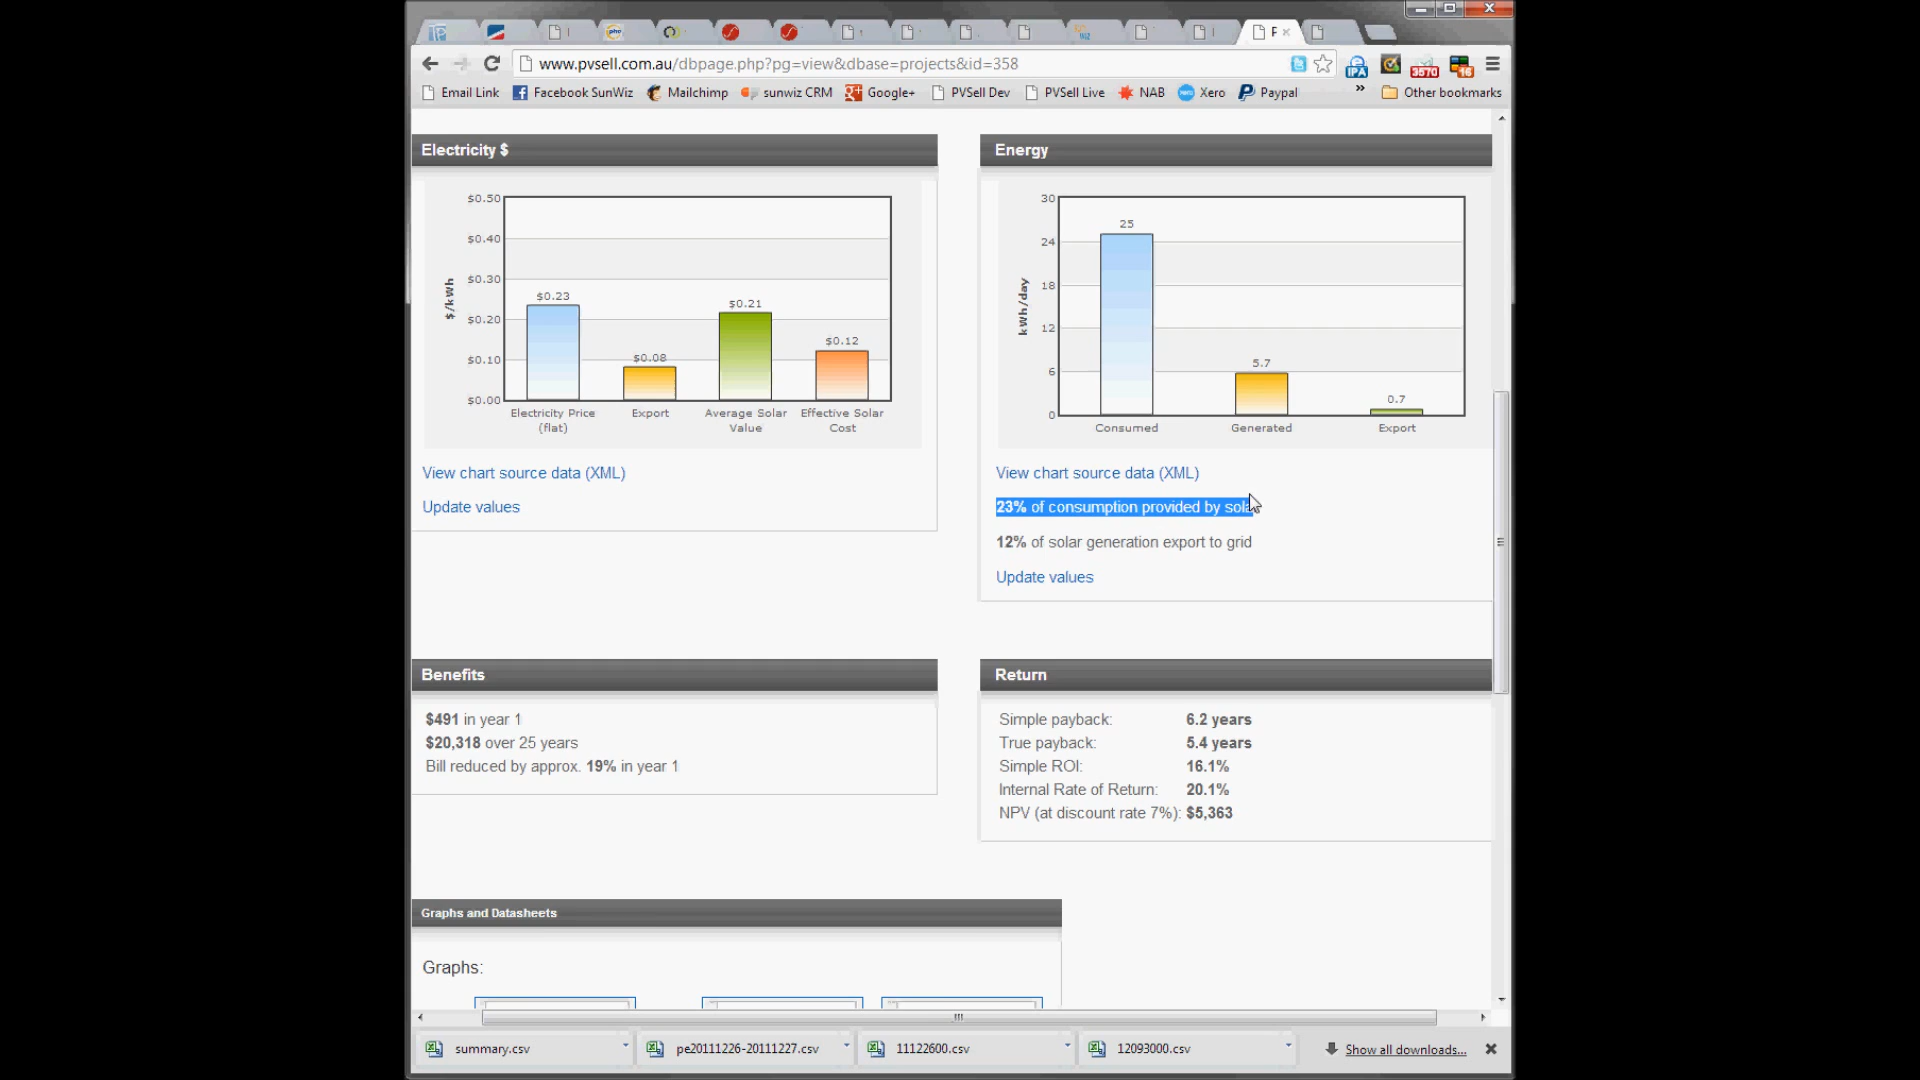 F
www.pvsell.com.au/dbpage.php?pg=view&dbase=projects&id=358
IPA
3570
16
Email Link
Facebook SunWiz
Mailchimp
sunwiz CRM
Google+
PVSell Dev
PVSell Live
NAB
Xero
Paypal
»
Other bookmarks
Electricity $
$0.50
$0.40
$0.30
$0.20
$0.10
$0.00
$/kWh
$0.23
$0.08
$0.21
$0.12
Electricity Price (flat)
Export
Average Solar Value
Effective Solar Cost
View chart source data (XML)
Update values
Energy
30
24
18
12
6
0
kWh/day
25
5.7
0.7
Consumed
Generated
Export
View chart source data (XML)
23% of consumption provided by solar
12% of solar generation export to grid
Update values
Benefits
$491 in year 1
$20,318 over 25 years
Bill reduced by approx. 19% in year 1
Return
Simple payback: 6.2 years
True payback: 5.4 years
Simple ROI: 16.1%
Internal Rate of Return: 20.1%
NPV (at discount rate 7%): $5,363
Graphs and Datasheets
Graphs:
summary.csv
pe20111226-20111227.csv
11122600.csv
12093000.csv
Show all downloads...